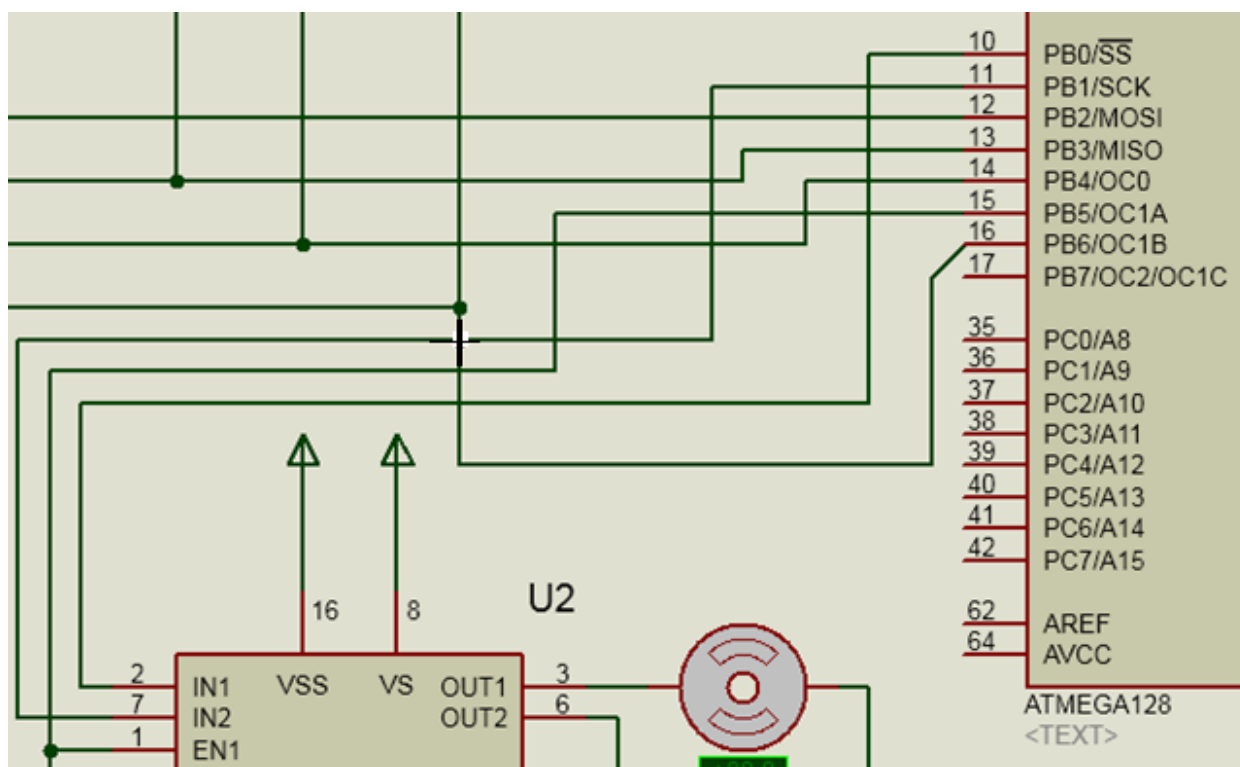 10 PB0/SS
11 PB1/SCK
12 PB2/MOSI
13 PB3/MISO
14 PB4/OC0
15 PB5/OC1A
16 PB6/OC1B
17 PB7/OC2/OC1C
35 PC0/A8
36 PC1/A9
37 PC2/A10
38 PC3/A11
39 PC4/A12
40 PC5/A13
41 PC6/A14
42 PC7/A15
62 AREF
64 AVCC
ATMEGA128
<TEXT>
U2
16 8
2 IN1 VSS VS OUT1 3
7 IN2 OUT2 6
1 EN1